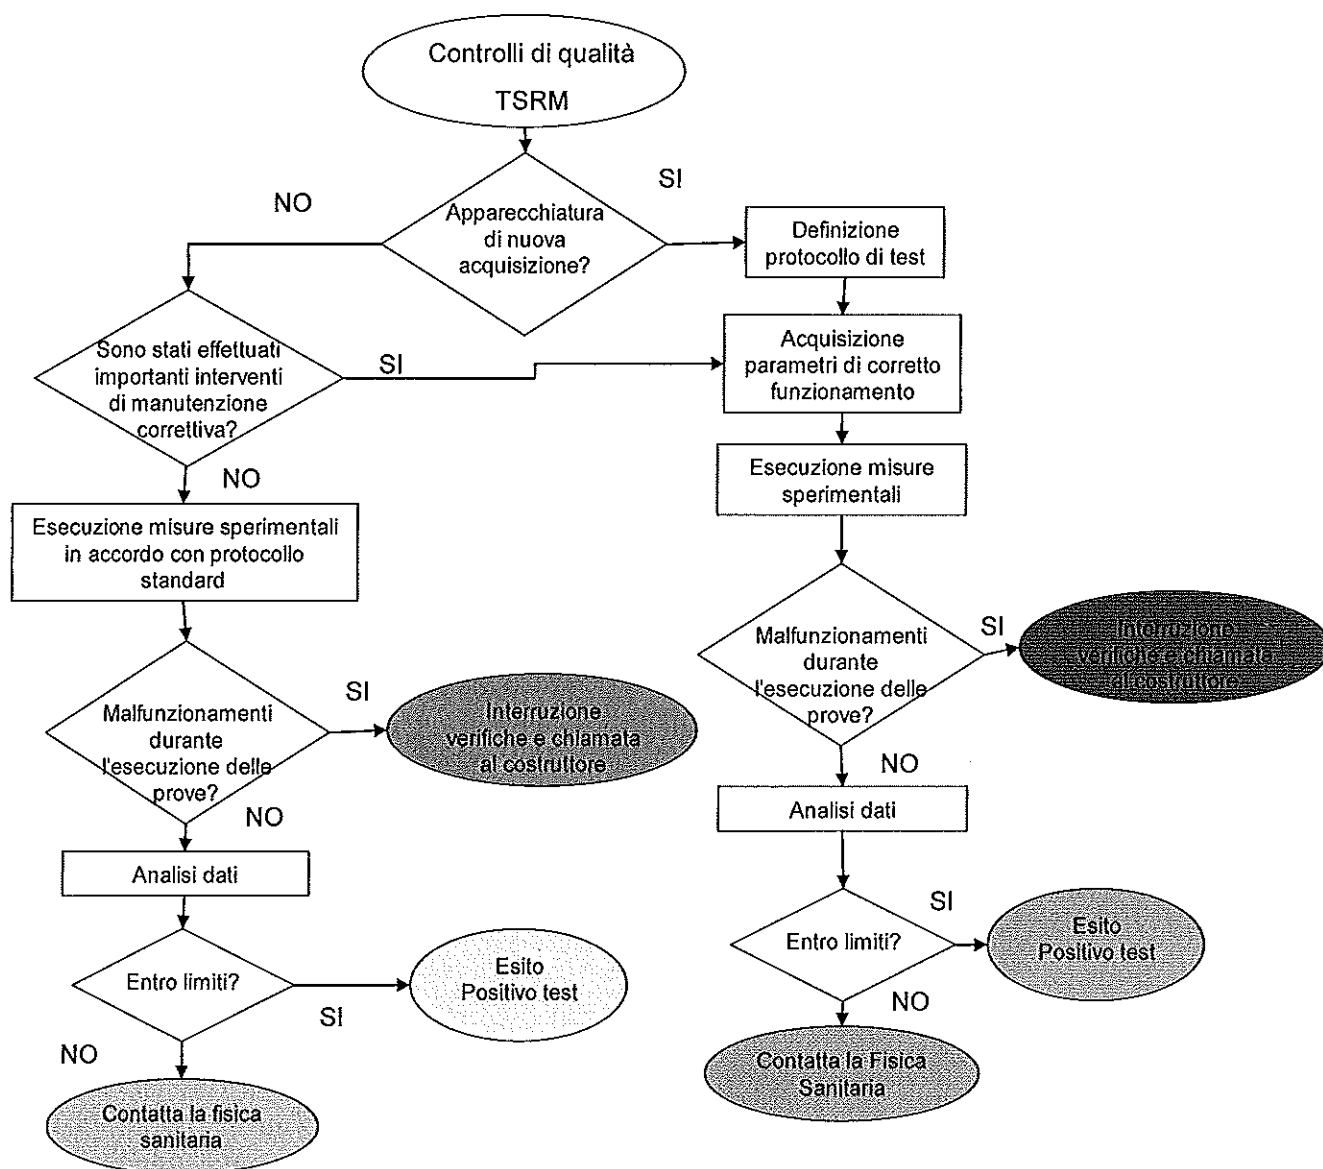 Controlli di qualità
TSRM
SI
NO
Apparecchiatura
di nuova
acquisizione?
Definizione
protocollo di test
Sono stati effettuati
importanti interventi
di manutenzione
correttiva?
SI
Acquisizione
parametri di corretto
funzionamento
NO
Esecuzione misure
sperimentali
Esecuzione misure sperimentali
in accordo con protocollo
standard
Malfunzionamenti
durante
l'esecuzione delle
prove?
SI
Interruzione
verifiche e chiamata
al costruttore
Malfunzionamenti
durante
l'esecuzione delle
prove?
SI
Interruzione
verifiche e chiamata
al costruttore
NO
NO
Analisi dati
Analisi dati
Entro limiti?
SI
Esito
Positivo test
Entro limiti?
SI
Esito
Positivo test
NO
NO
Contatta la Fisica
Sanitaria
Contatta la fisica
sanitaria